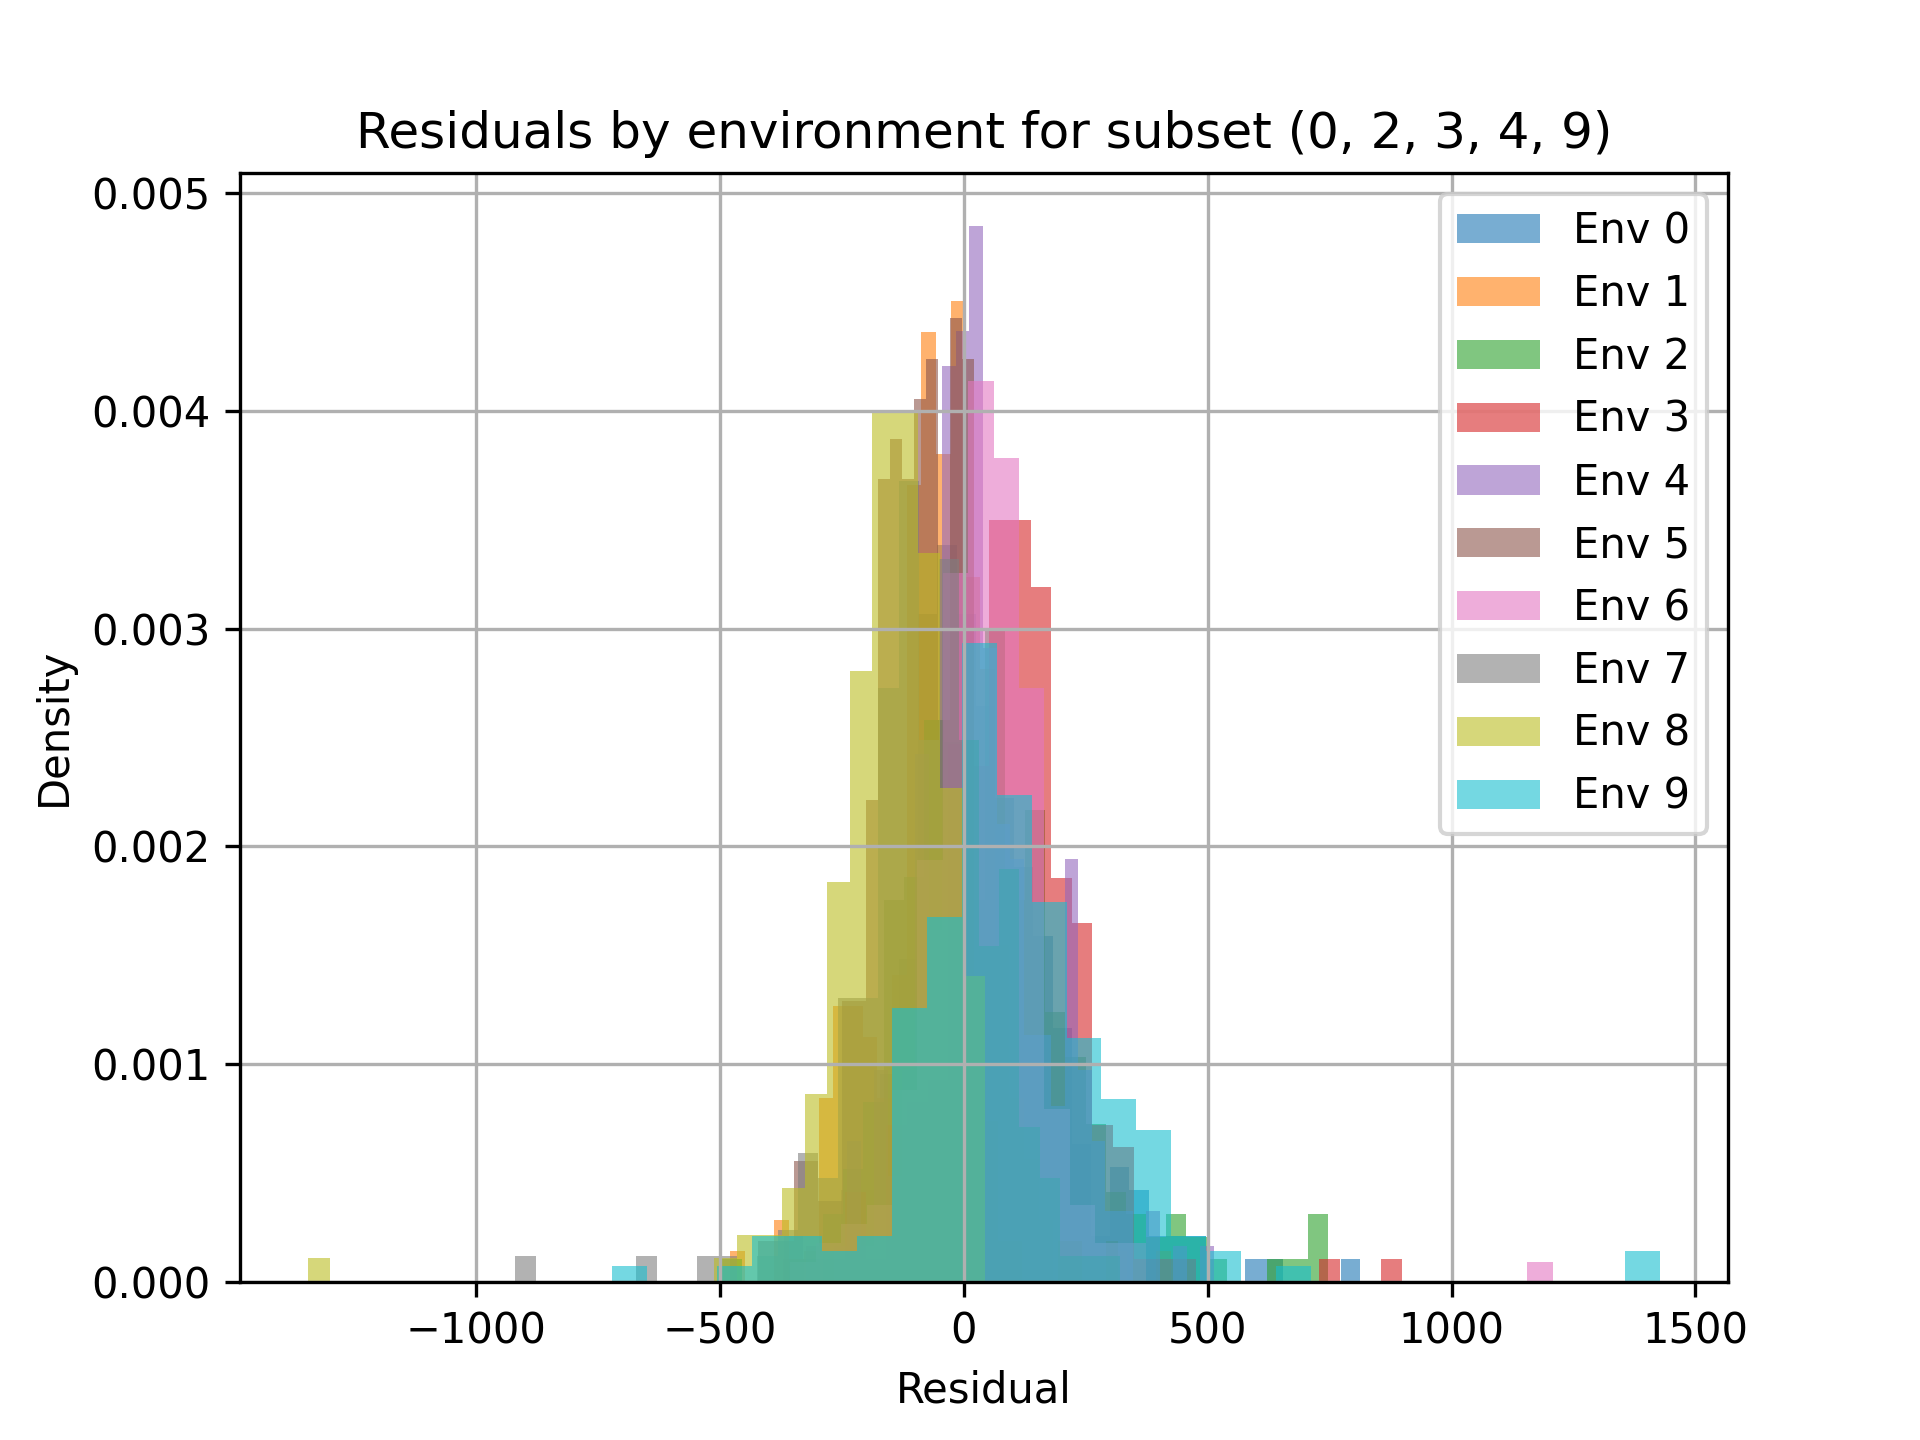 Residuals by environment for subset (0, 2, 3, 4, 9)
0.005
0.004
0.003
0.002
0.001
0.000
Density
−1000
−500
0
500
1000
1500
Residual
Env 0
Env 1
Env 2
Env 3
Env 4
Env 5
Env 6
Env 7
Env 8
Env 9